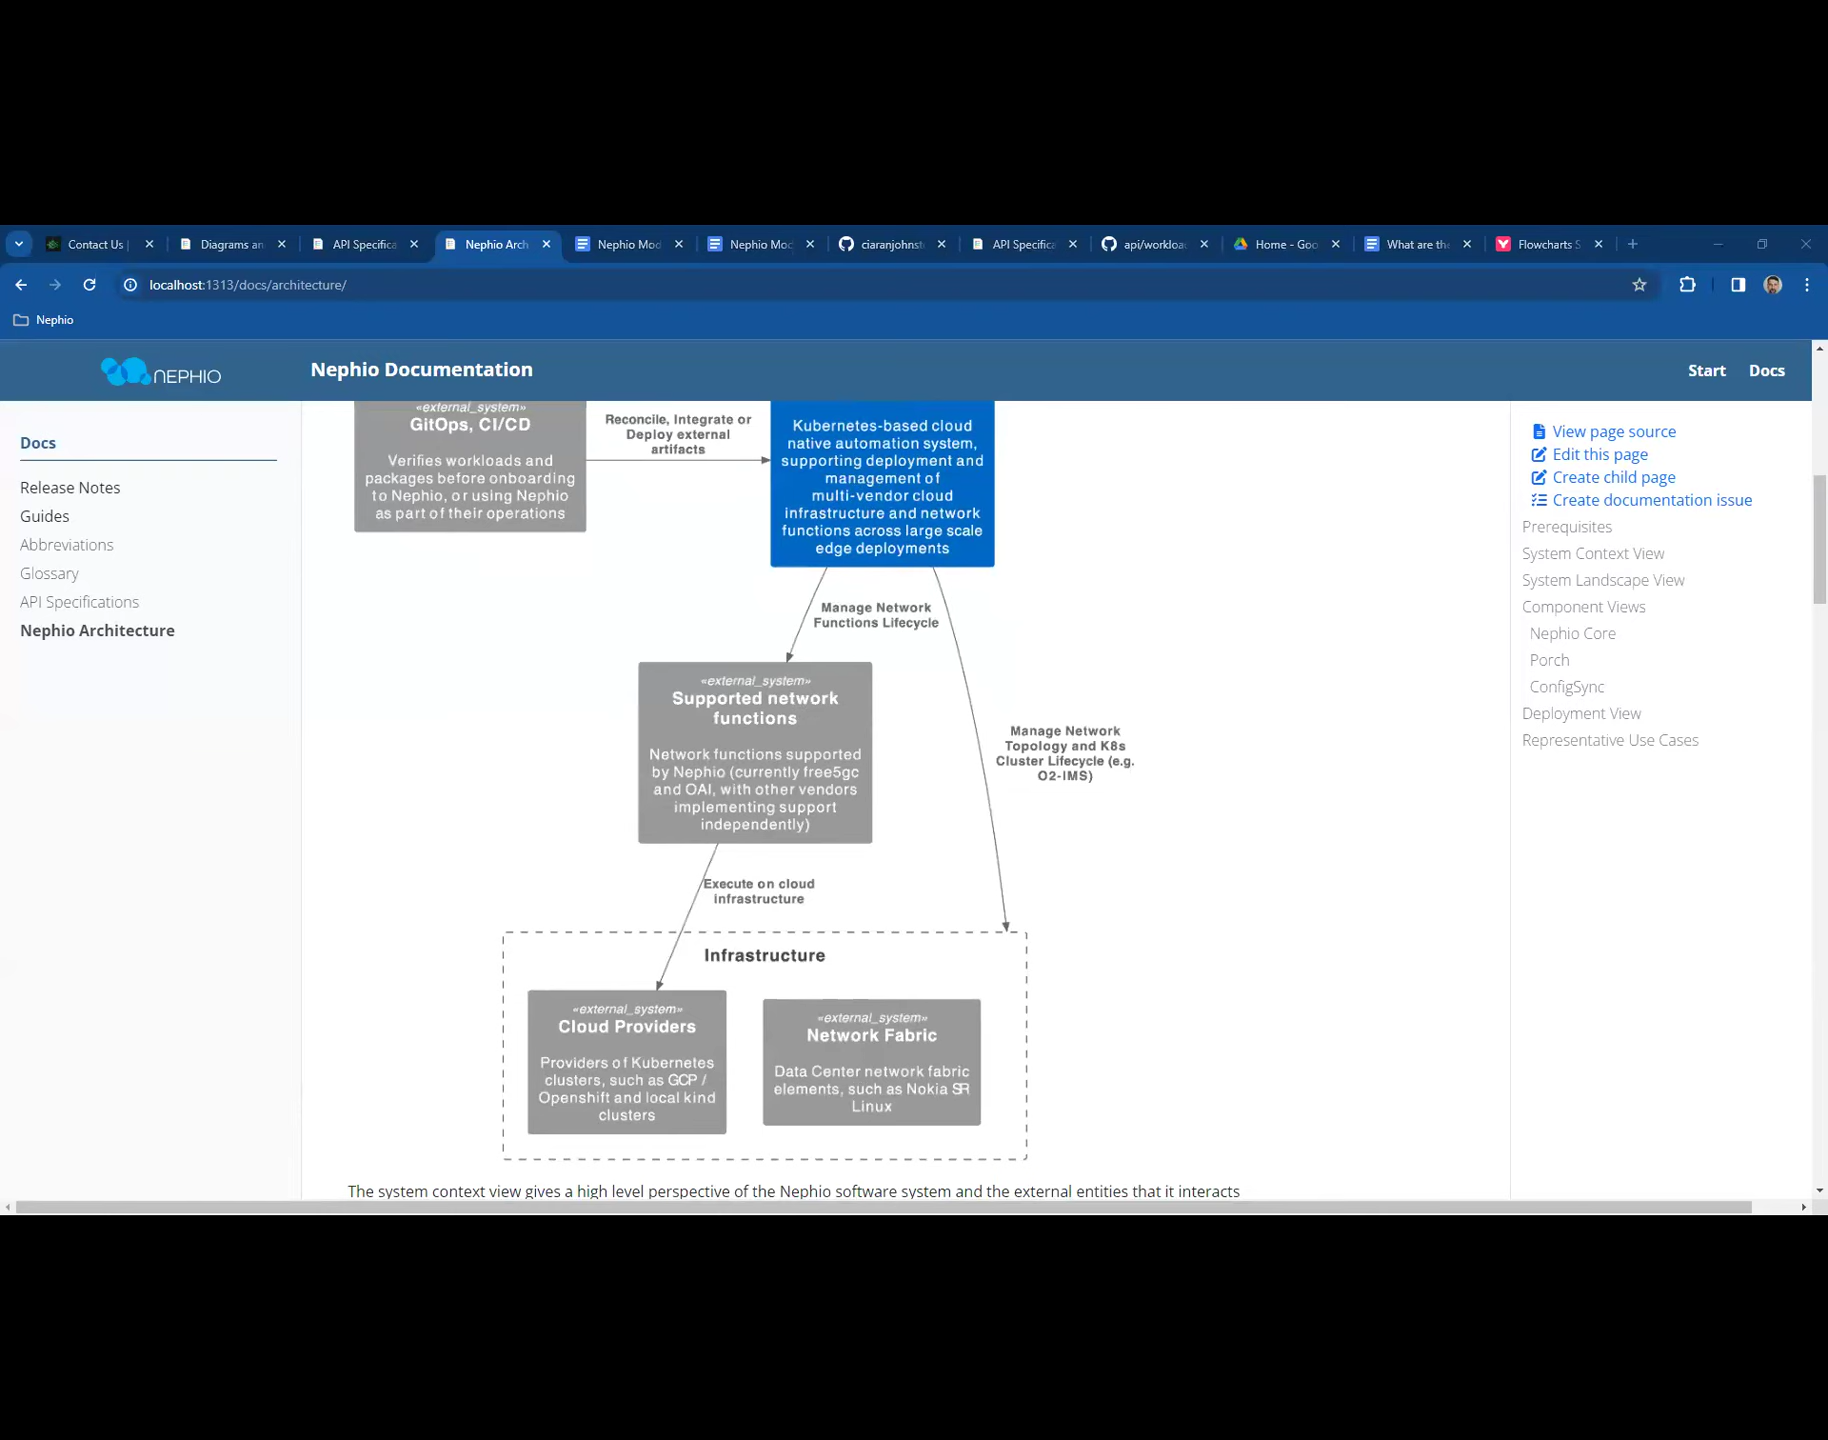 Contact Us |
Diagrams an
API Specifica
Nephio Arch
Nephio Mod
Nephio Mod
ciaranjohnst
API Specifica
api/workloa
Home - Goo
What are the
Flowcharts S
localhost:1313/docs/architecture/
Nephio
NEPHIO
Nephio Documentation
Start
Docs
Docs
Release Notes
Guides
Abbreviations
Glossary
API Specifications
Nephio Architecture
«external_system»
GitOps, CI/CD
Verifies workloads and
packages before onboarding
to Nephio, or using Nephio
as part of their operations
Reconcile, Integrate or
Deploy external
artifacts
Kubernetes-based cloud
native automation system,
supporting deployment and
management of
multi-vendor cloud
infrastructure and network
functions across large scale
edge deployments
Manage Network
Functions Lifecycle
«external_system»
Supported network
functions
Network functions supported
by Nephio (currently free5gc
and OAI, with other vendors
implementing support
independently)
Manage Network
Topology and K8s
Cluster Lifecycle (e.g.
O2-IMS)
Execute on cloud
infrastructure
Infrastructure
«external_system»
Cloud Providers
Providers of Kubernetes
clusters, such as GCP /
Openshift and local kind
clusters
«external_system»
Network Fabric
Data Center network fabric
elements, such as Nokia SR
Linux
The system context view gives a high level perspective of the Nephio software system and the external entities that it interacts
View page source
Edit this page
Create child page
Create documentation issue
Prerequisites
System Context View
System Landscape View
Component Views
Nephio Core
Porch
ConfigSync
Deployment View
Representative Use Cases